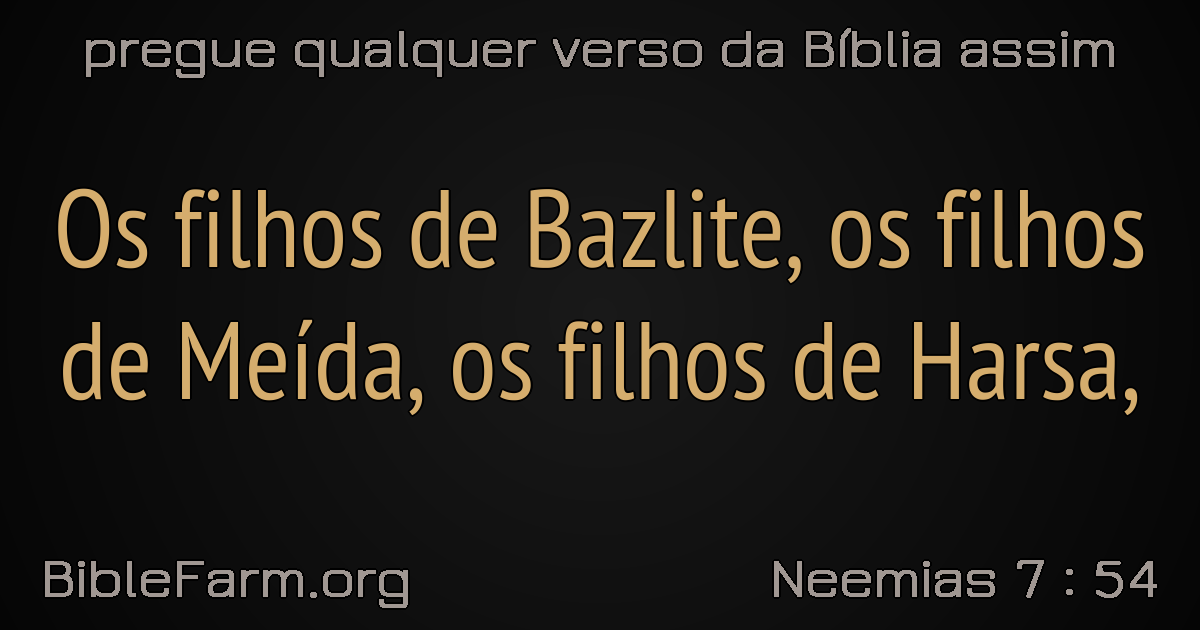 pregue qualquer verso da Bíblia assim
Os filhos de Bazlite, os filhos
de Meída, os filhos de Harsa,
BibleFarm.org
Neemias 7 : 54